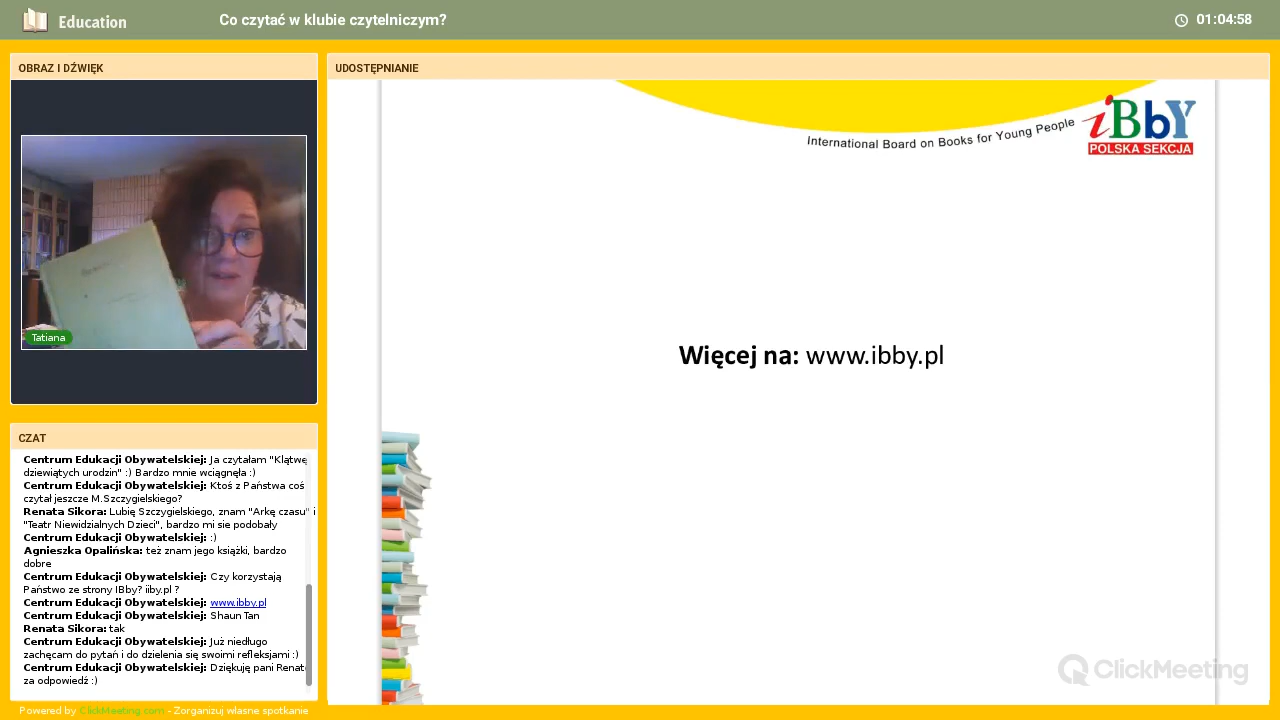 Education
Co czytać w klubie czytelniczym?
01:04:58
OBRAZ I DŹWIĘK
Tatiana
CZAT
Centrum Edukacji Obywatelskiej: Ja czytałam "Klątwę
dziewiątych urodzin" :) Bardzo mnie wciągnęła :)
Centrum Edukacji Obywatelskiej: Ktoś z Państwa coś
czytał jeszcze M.Szczygielskiego?
Renata Sikora: Lubię Szczygielskiego, znam "Arkę czasu" i
"Teatr Niewidzialnych Dzieci", bardzo mi sie podobały
Centrum Edukacji Obywatelskiej: :)
Agnieszka Opalińska: też znam jego książki, bardzo
dobre
Centrum Edukacji Obywatelskiej: Czy korzystają
Państwo ze strony IBby? iiby.pl ?
Centrum Edukacji Obywatelskiej: www.ibby.pl
Centrum Edukacji Obywatelskiej: Shaun Tan
Renata Sikora: tak
Centrum Edukacji Obywatelskiej: Już niedługo
zachęcam do pytań i do dzielenia się swoimi refleksjami :)
Centrum Edukacji Obywatelskiej: Dziękuję pani Renato
za odpowiedź :)
Powered by ClickMeeting.com - Zorganizuj własne spotkanie
UDOSTĘPNIANIE
International Board on Books for Young People
iBbY
POLSKA SEKCJA
Więcej na: www.ibby.pl
ClickMeeting